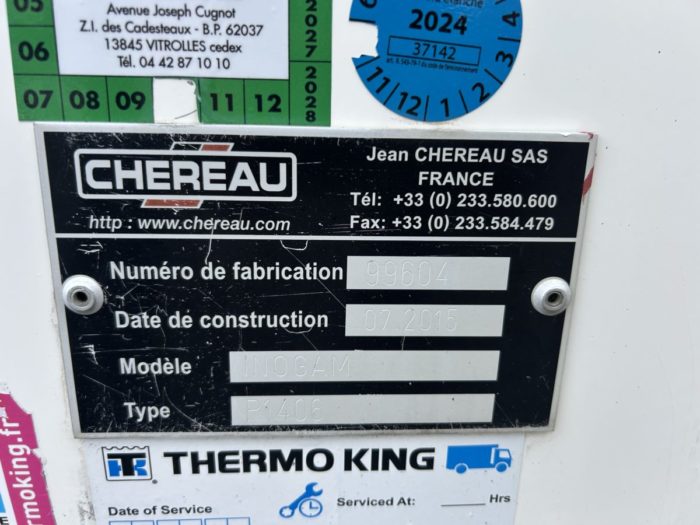 05
06
07 08 09
11 12
2027
2028
Avenue Joseph Cugnot
Z.I. des Cadesteaux - B.P. 62037
13845 VITROLLES cedex
Tél. 04 42 87 10 10
2024
37142
11 12 1 2 3 4
CHEREAU
http : www.chereau.com
Jean CHEREAU SAS
FRANCE
Tél: +33 (0) 233.580.600
Fax: +33 (0) 233.584.479
Numéro de fabrication 99604
Date de construction 07.2015
Modèle INOGAM
Type P1406
THERMO KING
Date of Service
Serviced At: ____ Hrs
rmoking.fr